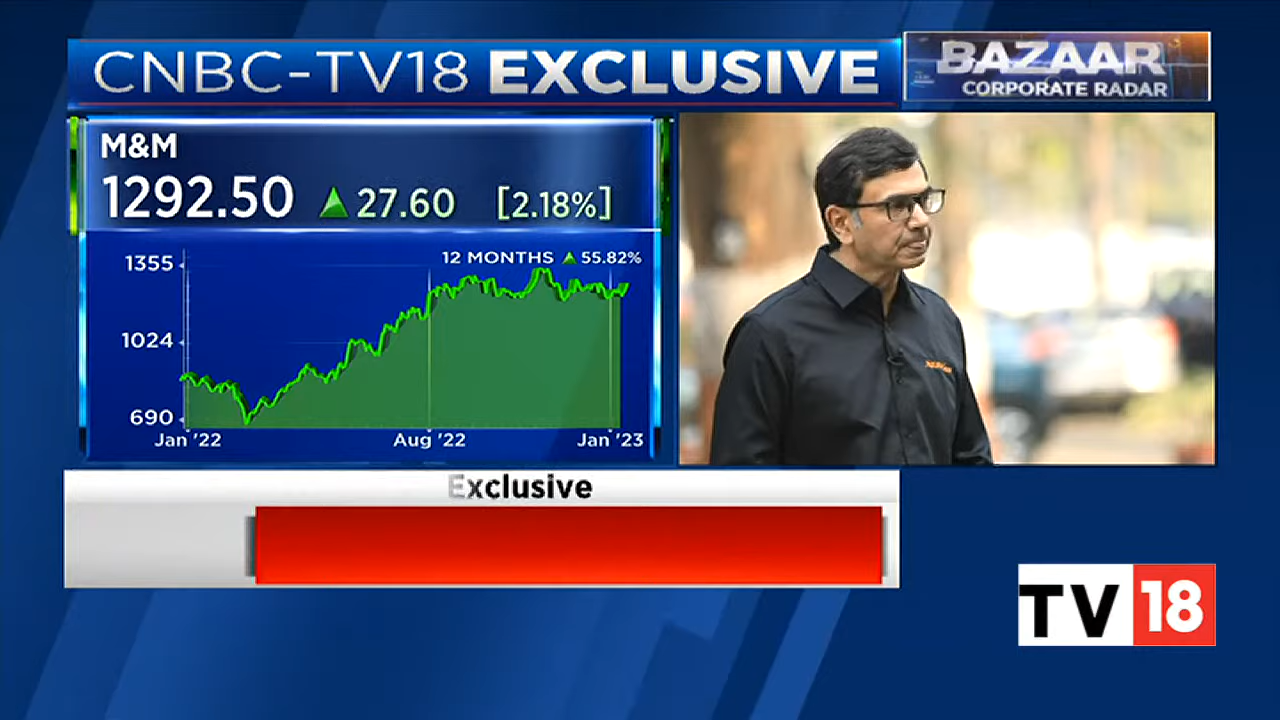 CNBC-TV18 EXCLUSIVE
BAZAAR
CORPORATE RADAR
M&M
1292.50 ▲ 27.60 [2.18%]
12 MONTHS ▲ 55.82%
1355
1024
690
Jan '22 Aug '22 Jan '23
Exclusive
TV18